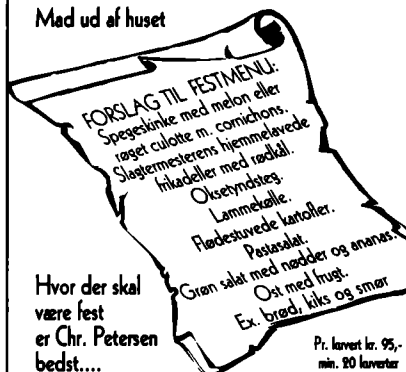 Mad ud af huset
FORSLAG TIL FESTMENU:
Spegeskinke med melon eller
røget culotte m. cornichons.
Slagtermesterens hjemmelavede
frikadeller med rødkål.
Oksetyndsteg.
Lammekølle.
Flødestuvede kartofler.
Pastasalat.
Grøn salat med nødder og ananas.
Ost med frugt.
Ex. brød, kiks og smør
Hvor der skal
være fest
er Chr. Petersen
bedst....
Pr. kuvert kr. 95,-
min. 20 kuverter